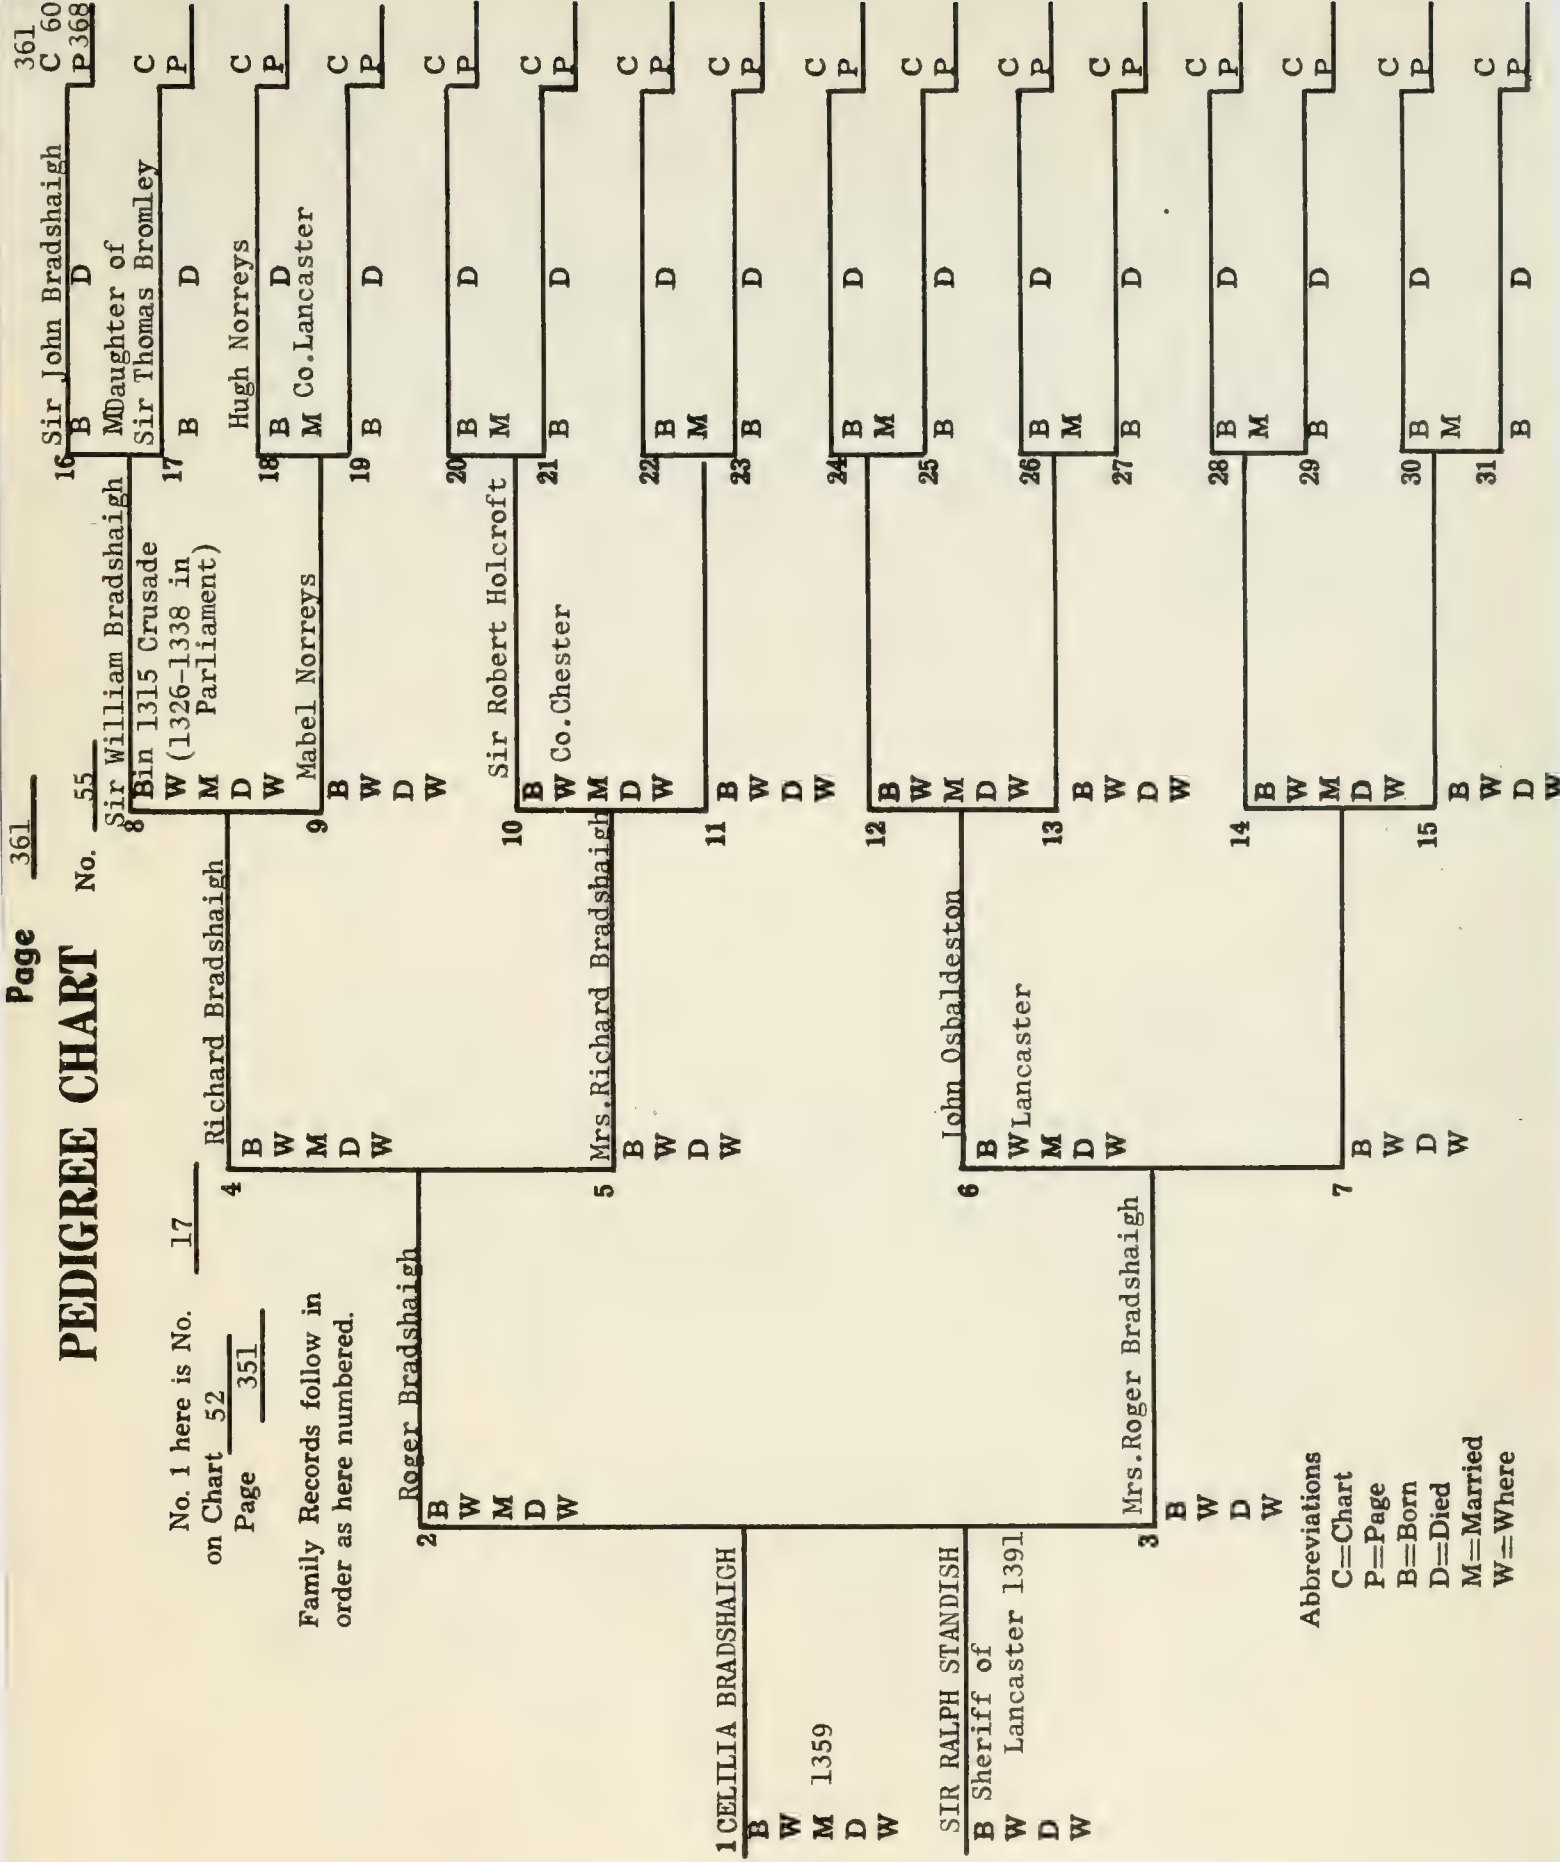 Page 361
PEDIGREE CHART No. 55
No. 1 here is No. 17
on Chart 52
Page 351
Family Records follow in
order as here numbered.
1 CELILIA BRADSHAIGH
B
W
M 1359
D
W
SIR RALPH STANDISH
B Sheriff of
W Lancaster 1391
D
W
2 Roger Bradshaigh
B
W
M
D
W
3 Mrs.Roger Bradshaigh
B
W
D
W
4 Richard Bradshaigh
B
W
M
D
W
5 Mrs.Richard Bradshaigh
B
W
D
W
6 John Osbaldeston
B
W Lancaster
M
D
W
7
B
W
D
W
8 Sir William Bradshaigh
B in 1315 Crusade
W (1326-1338 in
M Parliament)
D
W
9 Mabel Norreys
B
W
D
W
10 Sir Robert Holcroft
B
W Co.Chester
M
D
W
11
B
W
D
W
12
B
W
M
D
W
13
B
W
D
W
14
B
W
M
D
W
15
B
W
D
W
361
16 Sir John Bradshaigh C 60
B D P 368
M Daughter of
Sir Thomas Bromley C
17 B D P
18 Hugh Norreys C
B D P
M Co.Lancaster
19 C
B D P
20 C
B D P
M
21 C
B D P
22 C
B D P
M
23 C
B D P
24 C
B D P
M
25 C
B D P
26 C
B D P
M
27 C
B D P
28 C
B D P
M
29 C
B D P
30 C
B D P
M
31 C
B D P
Abbreviations
C=Chart
P=Page
B=Born
D=Died
M=Married
W=Where